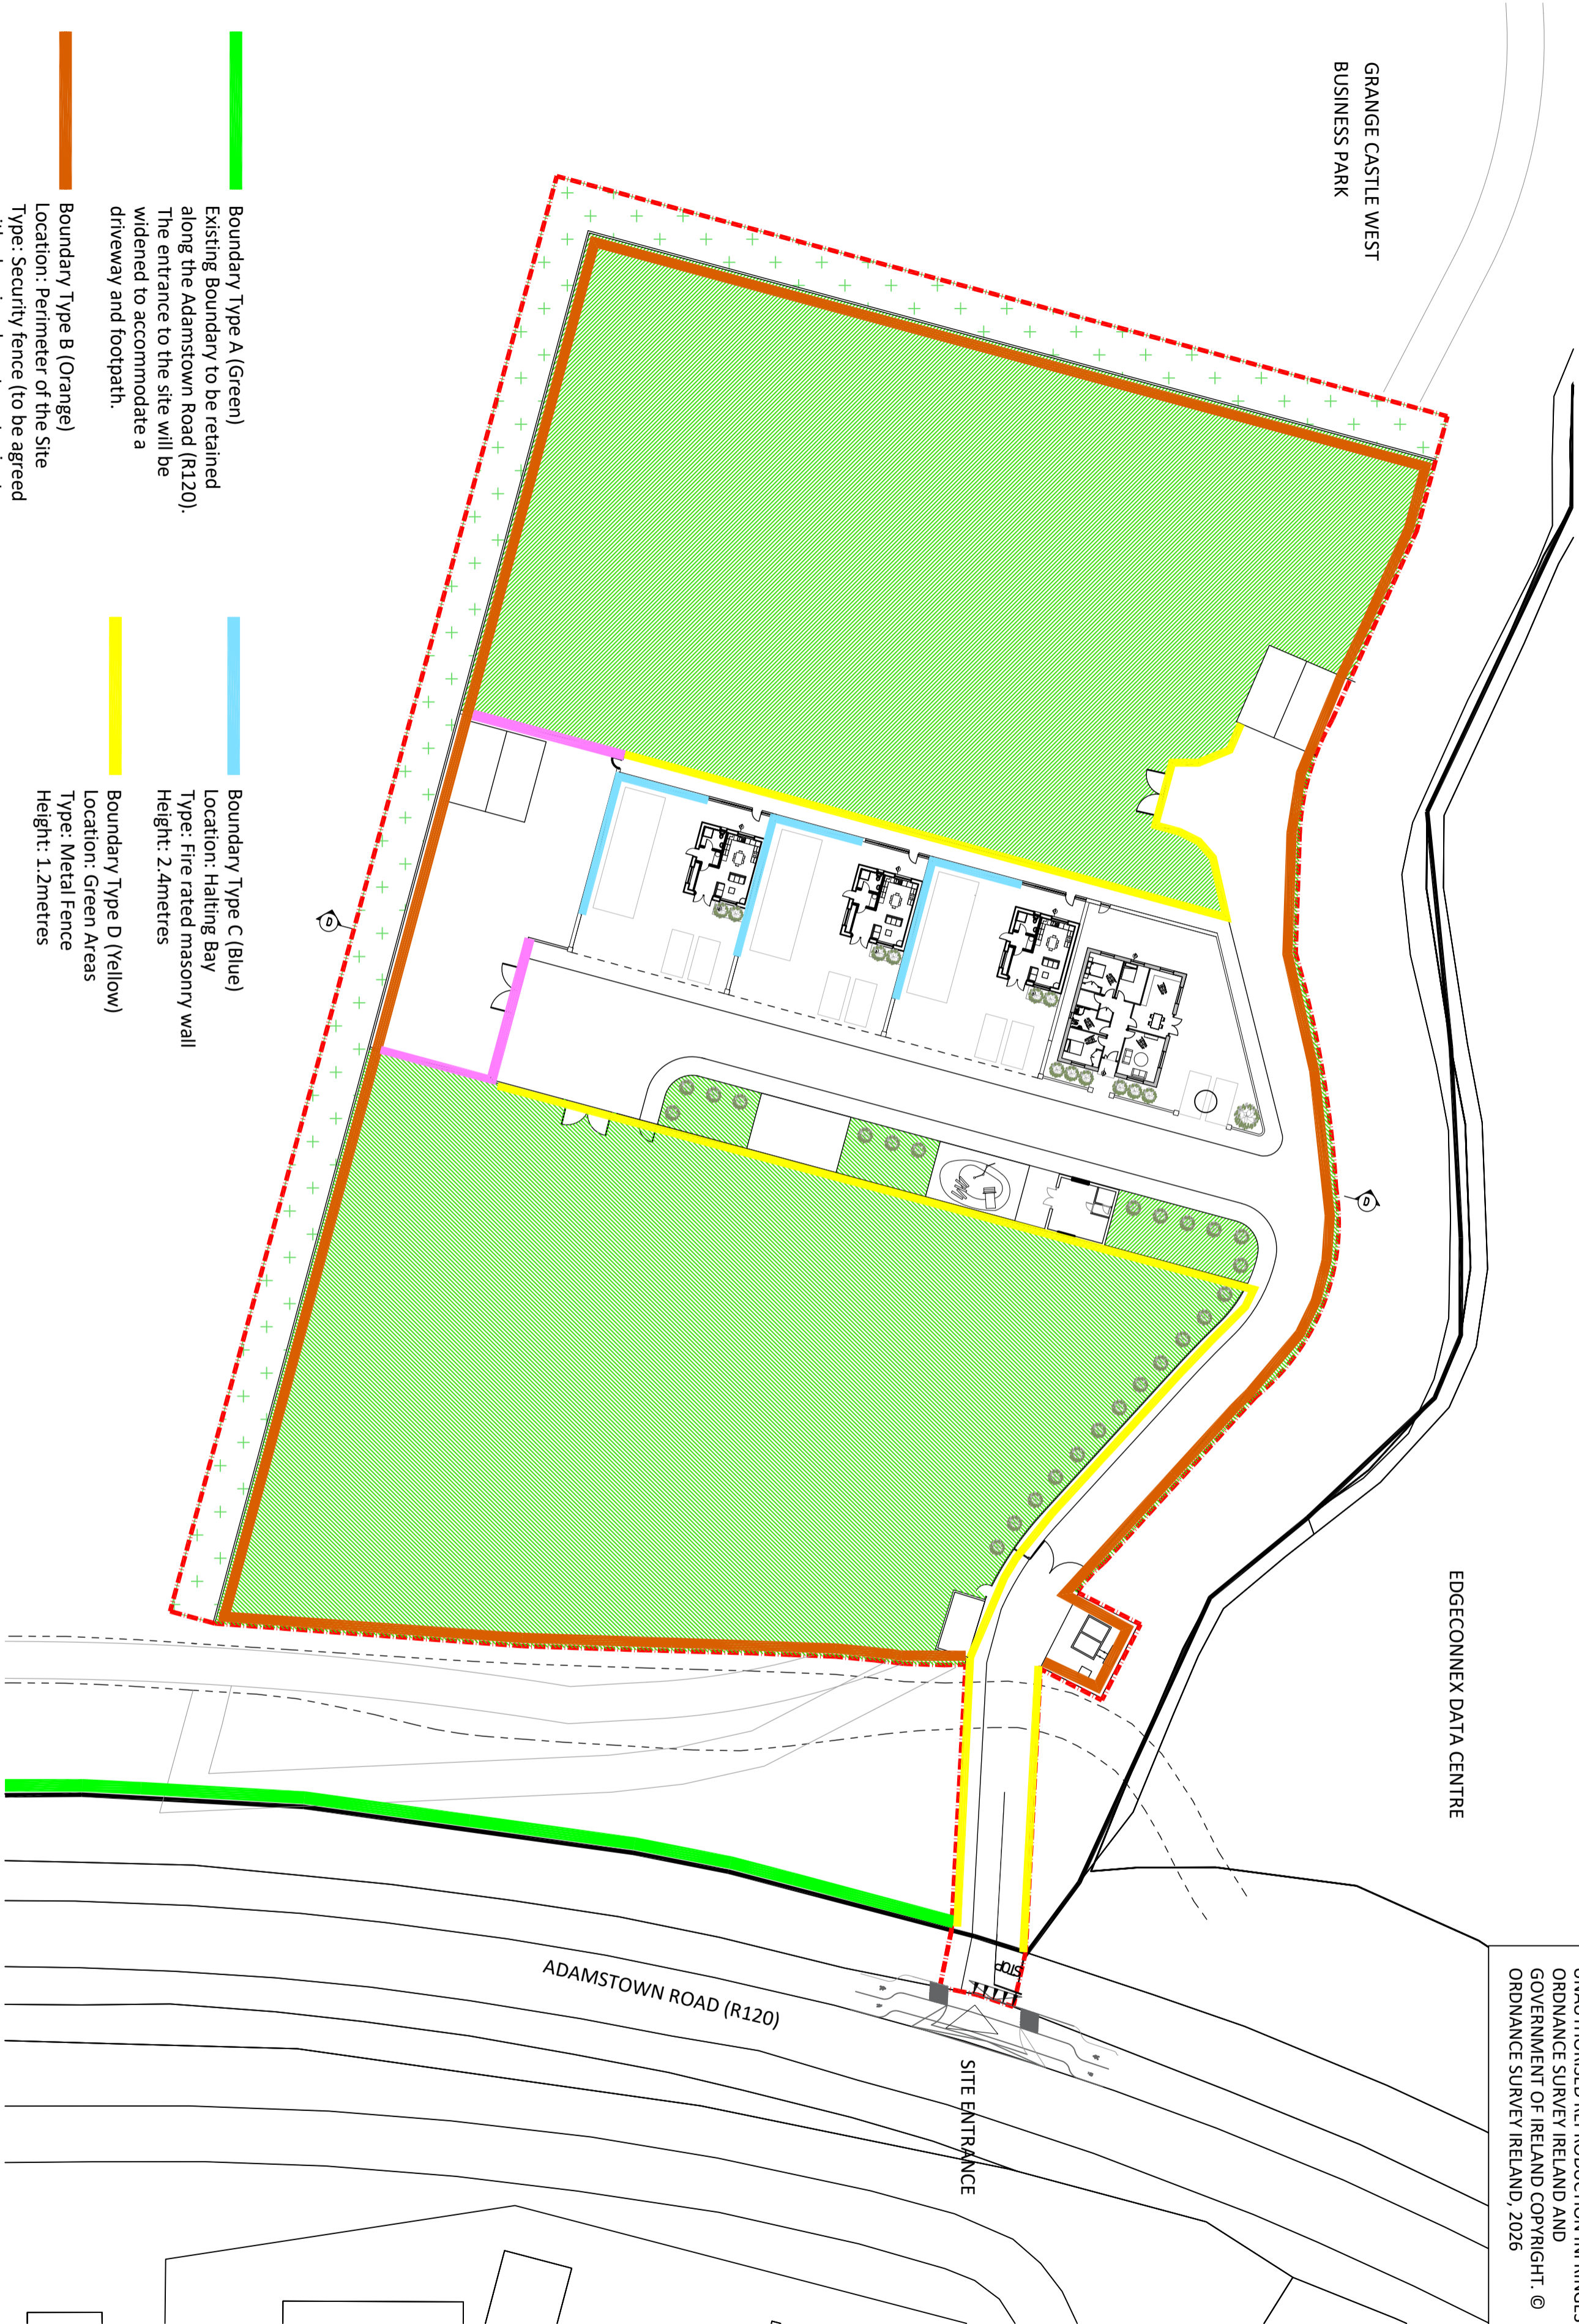 GRANGE CASTLE WEST
BUSINESS PARK
EDGECONNEX DATA CENTRE
ORDNANCE SURVEY IRELAND AND
GOVERNMENT OF IRELAND COPYRIGHT. ©
ORDNANCE SURVEY IRELAND, 2026
D
D
STOP
ADAMSTOWN ROAD (R120)
SITE ENTRANCE
Boundary Type A (Green)
Existing Boundary to be retained
along the Adamstown Road (R120).
The entrance to the site will be
widened to accommodate a
driveway and footpath.
Boundary Type B (Orange)
Location: Perimeter of the Site
Type: Security fence (to be agreed
Boundary Type C (Blue)
Location: Halting Bay
Type: Fire rated masonry wall
Height: 2.4metres
Boundary Type D (Yellow)
Location: Green Areas
Type: Metal Fence
Height: 1.2metres